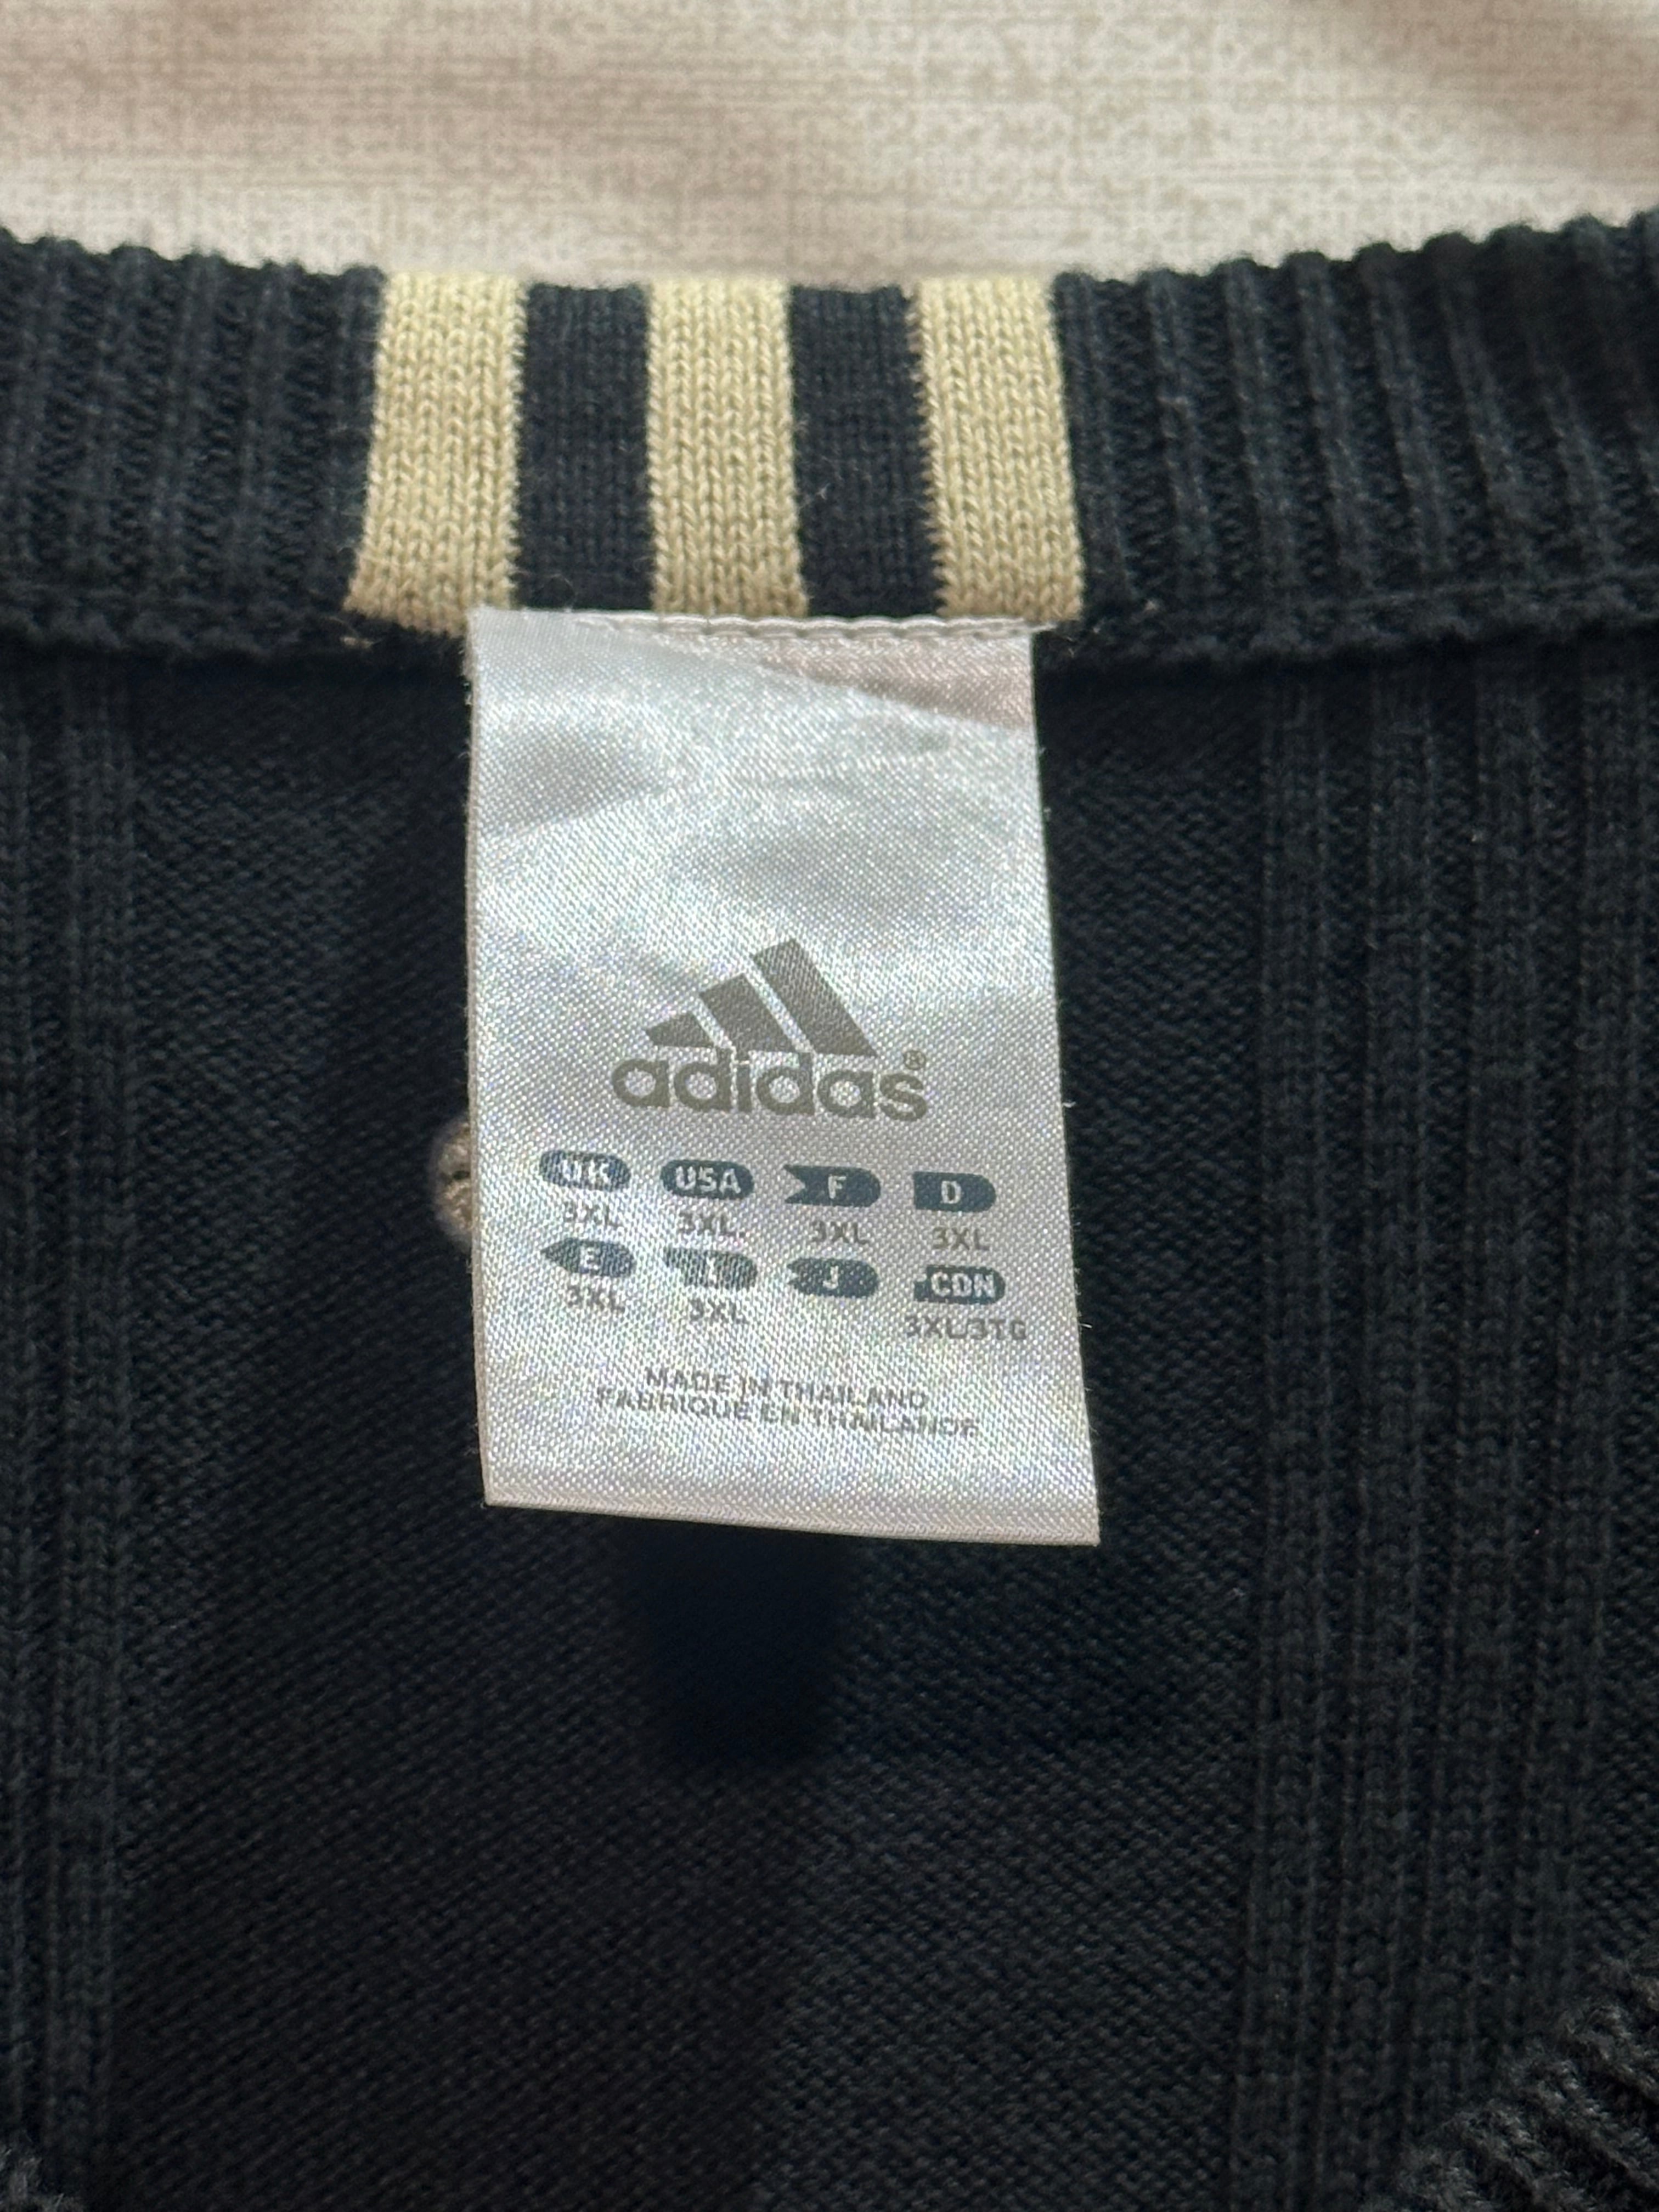 adidas®
UK USA F D
3XL 3XL 3XL 3XL
E I J CDN
3XL 3XL 3XL/3TG
MADE IN THAILAND
FABRIQUE EN THAILANDE